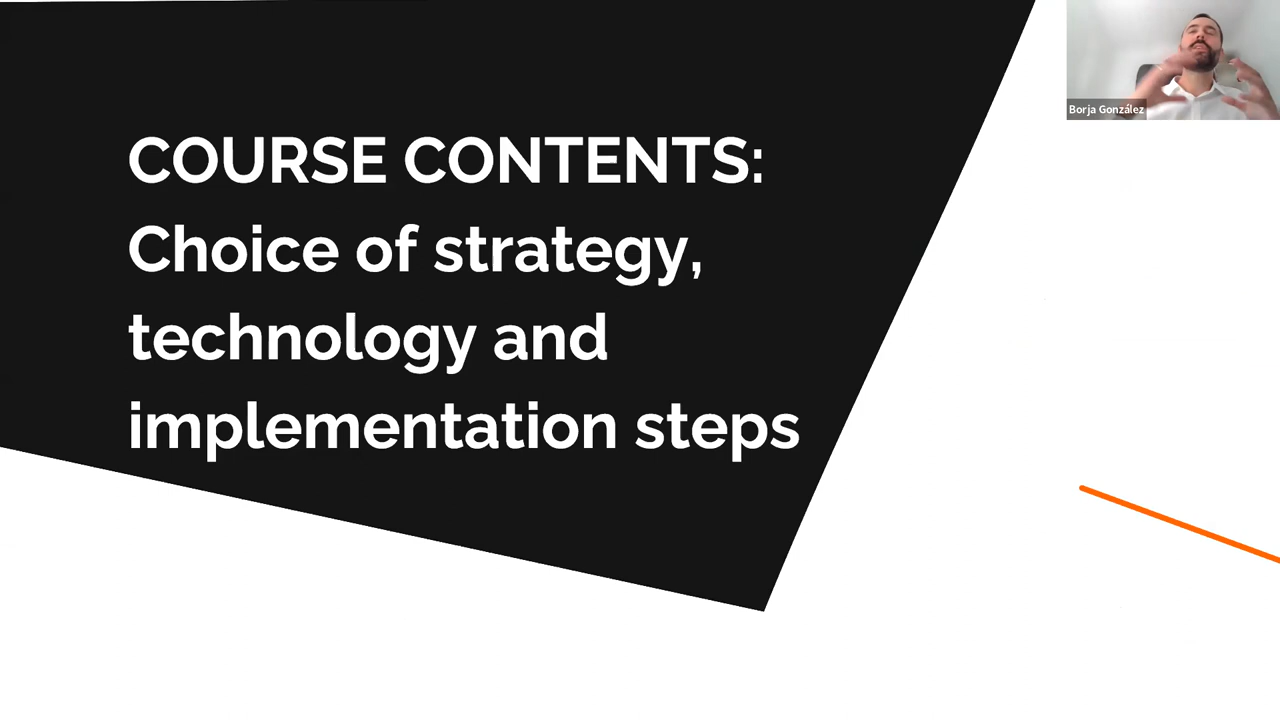 COURSE CONTENTS:
Choice of strategy,
technology and
implementation steps
Borja González